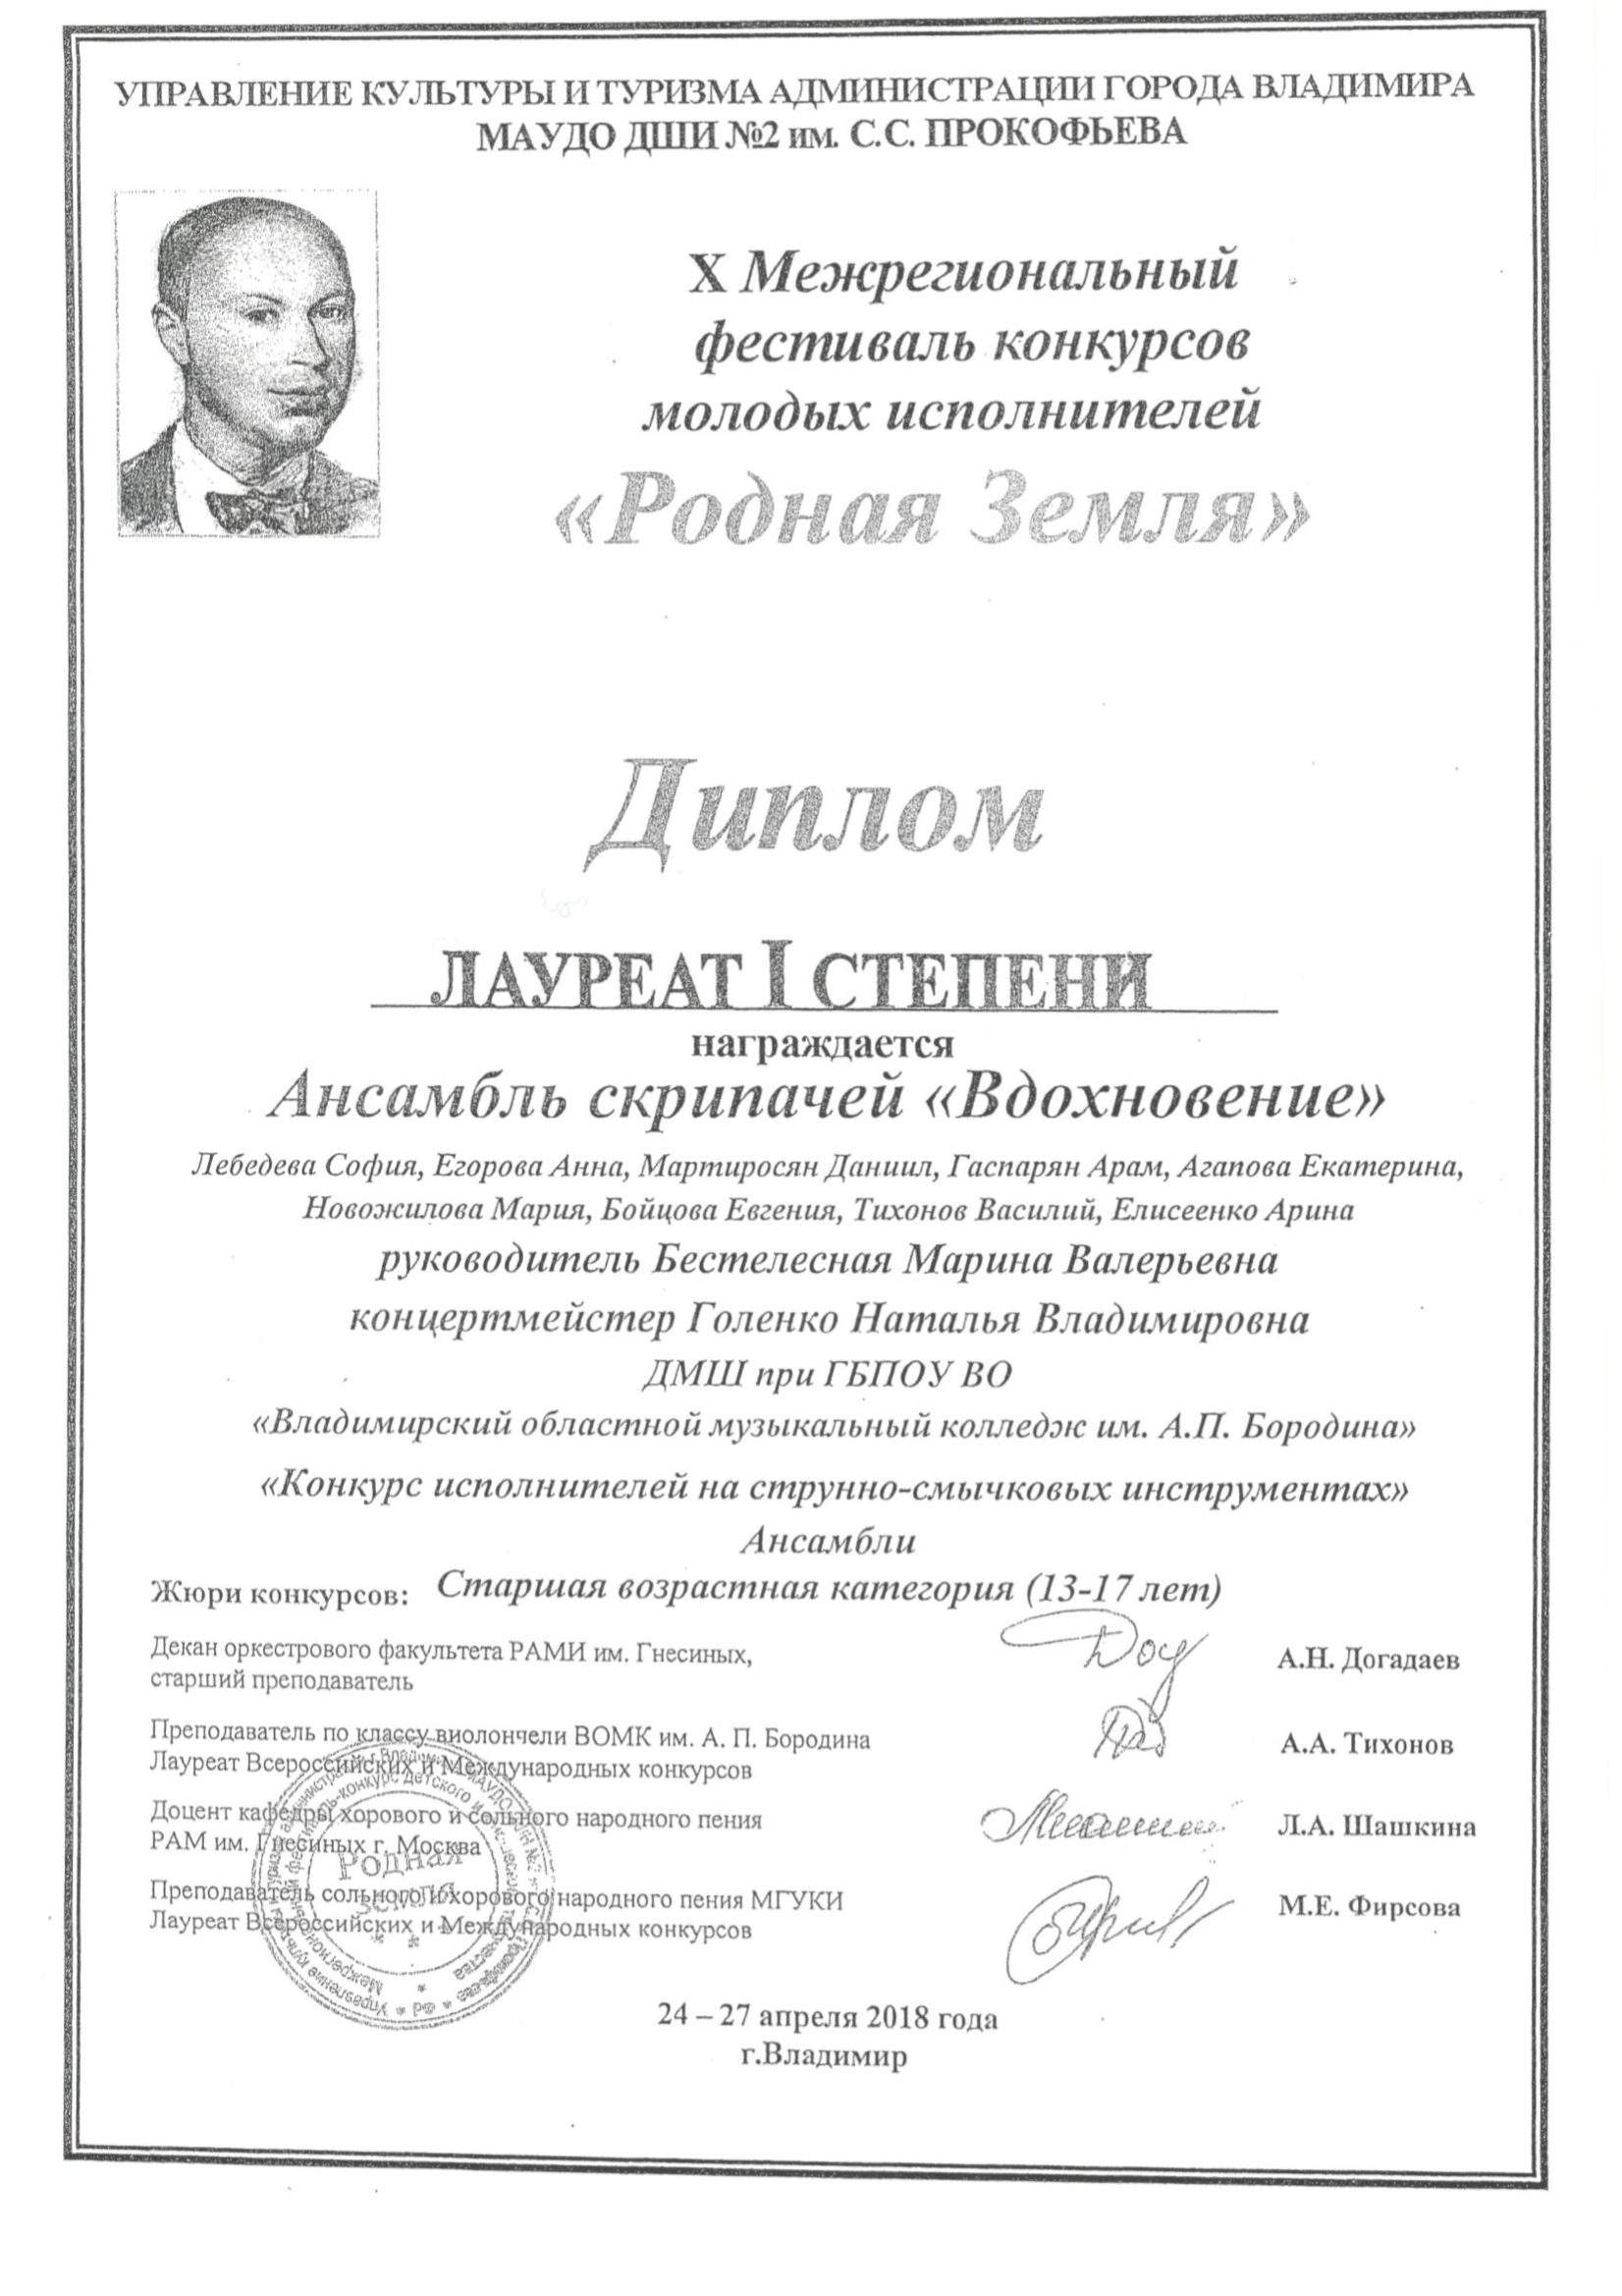 УПРАВЛЕНИЕ КУЛЬТУРЫ И ТУРИЗМА АДМИНИСТРАЦИИ ГОРОДА ВЛАДИМИРА
МАУДО ДШИ №2 им. С.С. ПРОКОФЬЕВА
X Межрегиональный
фестиваль конкурсов
молодых исполнителей
«Родная Земля»
Диплом
ЛАУРЕАТ I СТЕПЕНИ
награждается
Ансамбль скрипачей «Вдохновение»
Лебедева София, Егорова Анна, Мартиросян Даниил, Гаспарян Арам, Агапова Екатерина,
Новожилова Мария, Бойцова Евгения, Тихонов Василий, Елисеенко Арина
руководитель Бестелесная Марина Валерьевна
концертмейстер Голенко Наталья Владимировна
ДМШ при ГБПОУ ВО
«Владимирский областной музыкальный колледж им. А.П. Бородина»
«Конкурс исполнителей на струнно-смычковых инструментах»
Ансамбли
Жюри конкурсов: Старшая возрастная категория (13-17 лет)
Декан оркестрового факультета РАМИ им. Гнесиных,
старший преподаватель
А.Н. Догадаев
Преподаватель по классу виолончели ВОМК им. А. П. Бородина
Лауреат Всероссийских и Международных конкурсов
А.А. Тихонов
Доцент кафедры хорового и сольного народного пения
РАМ им. Гнесиных г. Москва
Л.А. Шашкина
Преподаватель сольного и хорового народного пения МГУКИ
Лауреат Всероссийских и Международных конкурсов
М.Е. Фирсова
Родная
земля
24 – 27 апреля 2018 года
г.Владимир